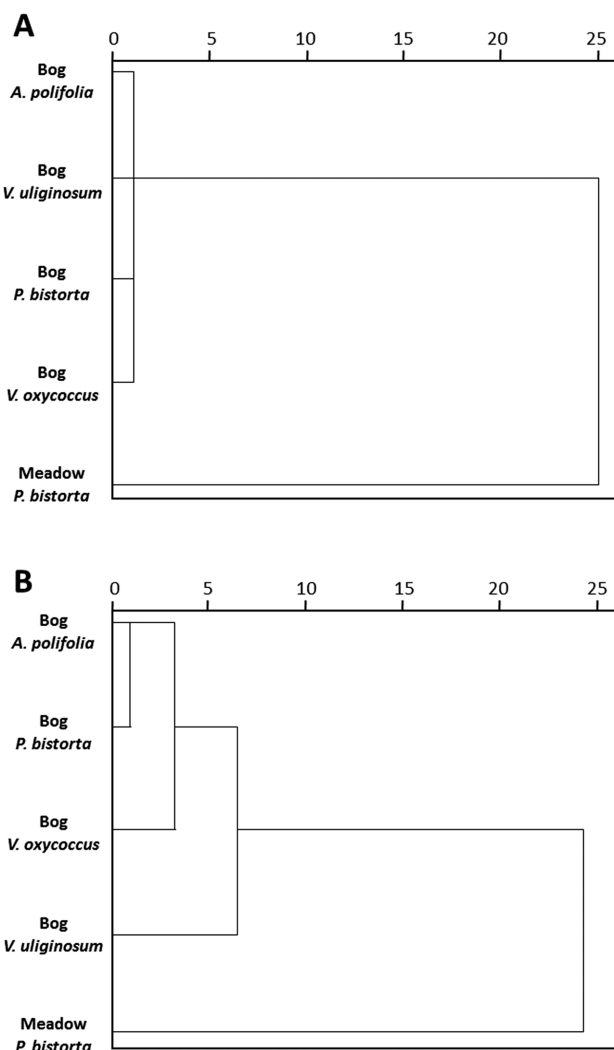 A
0 5 10 15 20 25
Bog
A. polifolia
Bog
V. uliginosum
Bog
P. bistorta
Bog
V. oxycoccus
Meadow
P. bistorta
B
0 5 10 15 20 25
Bog
A. polifolia
Bog
P. bistorta
Bog
V. oxycoccus
Bog
V. uliginosum
Meadow
P. bistorta